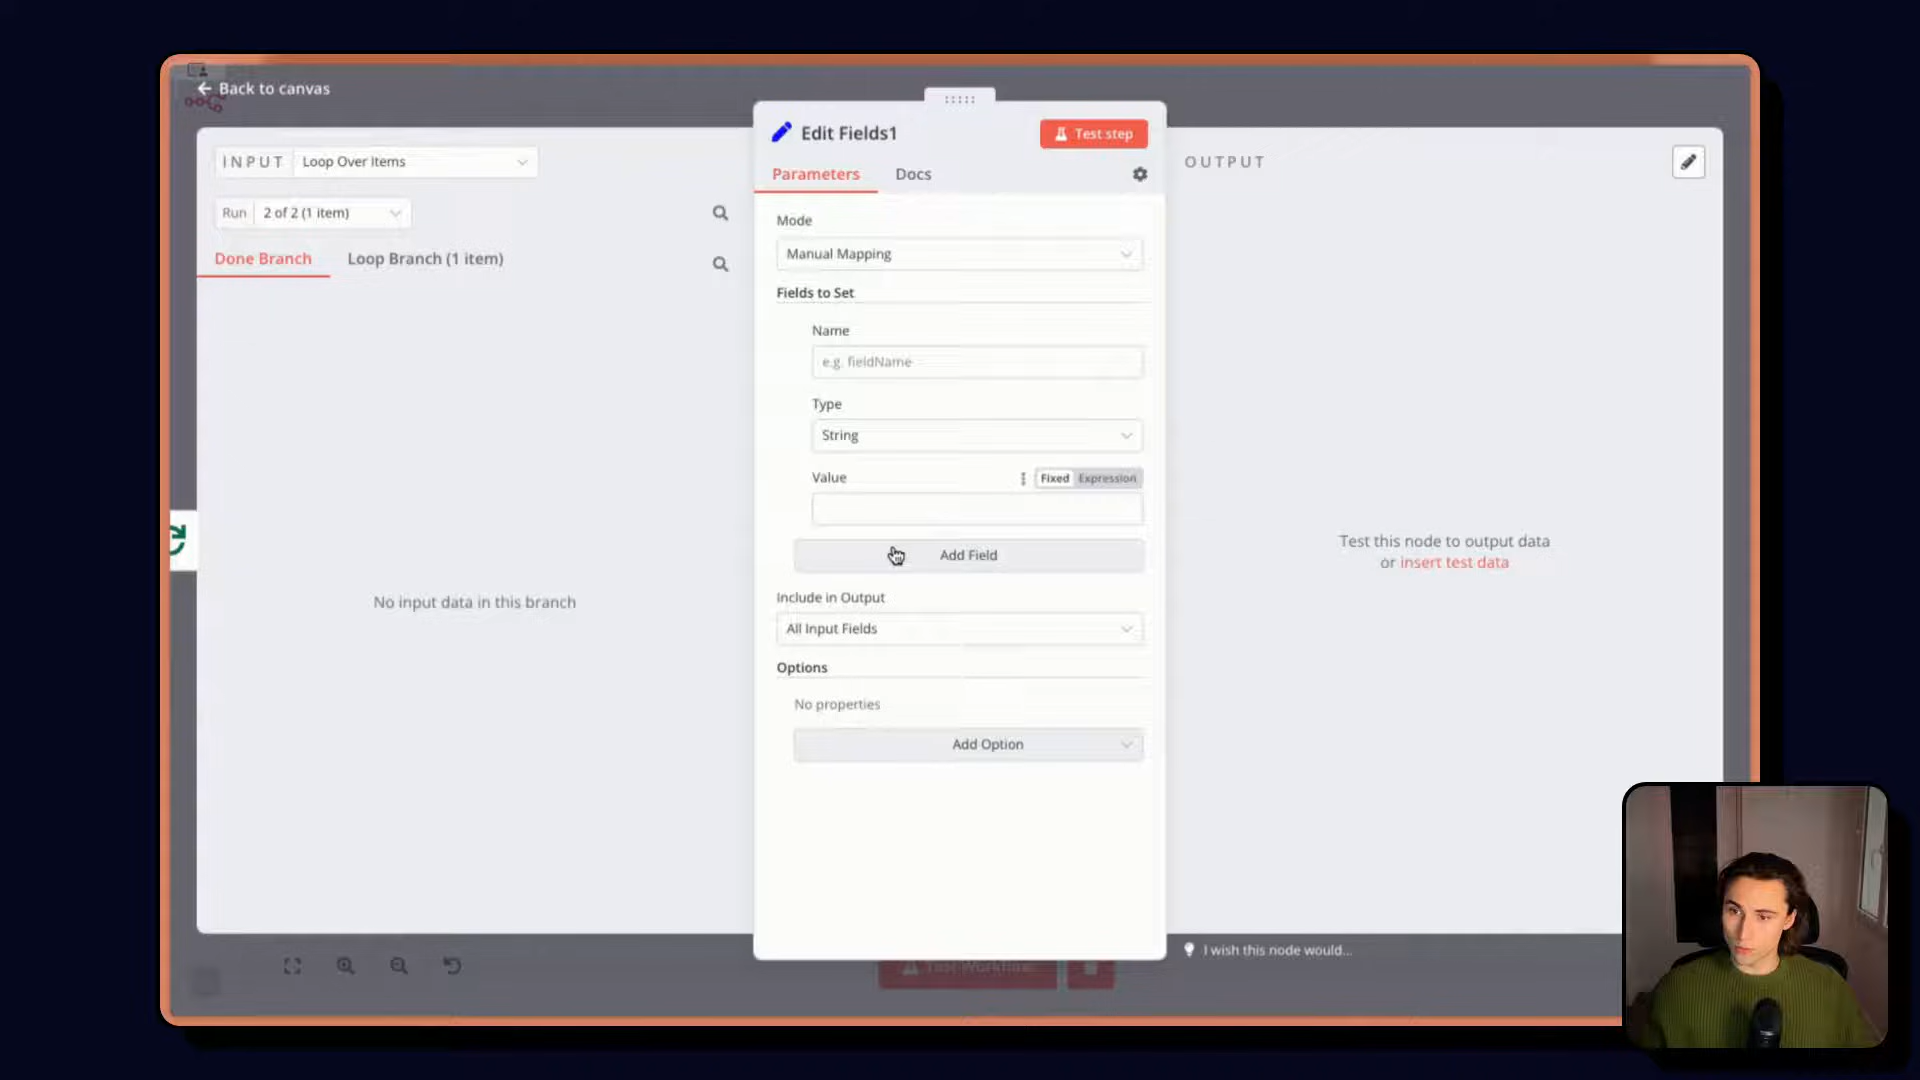 Back to canvas
INPUT Loop Over Items
Run 2 of 2 (1 item)
Done Branch Loop Branch (1 item)
No input data in this branch
Edit Fields1
Test step
Parameters Docs
Mode
Manual Mapping
Fields to Set
Name
e.g. fieldName
Type
String
Value
Fixed Expression
Add Field
Include in Output
All Input Fields
Options
No properties
Add Option
OUTPUT
Test this node to output data
or insert test data
I wish this node would...
Test Workflow